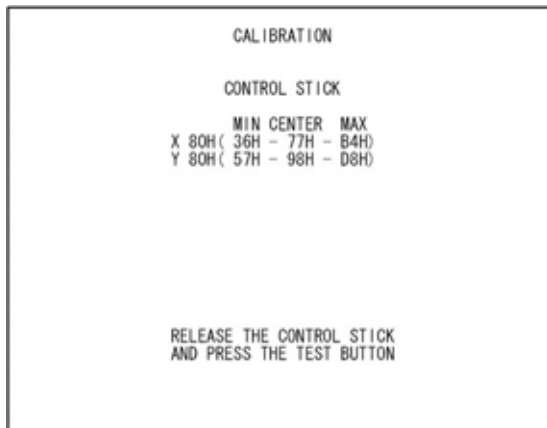 CALIBRATION
CONTROL STICK
MIN CENTER MAX
X 80H( 36H - 77H - B4H)
Y 80H( 57H - 98H - D8H)
RELEASE THE CONTROL STICK
AND PRESS THE TEST BUTTON